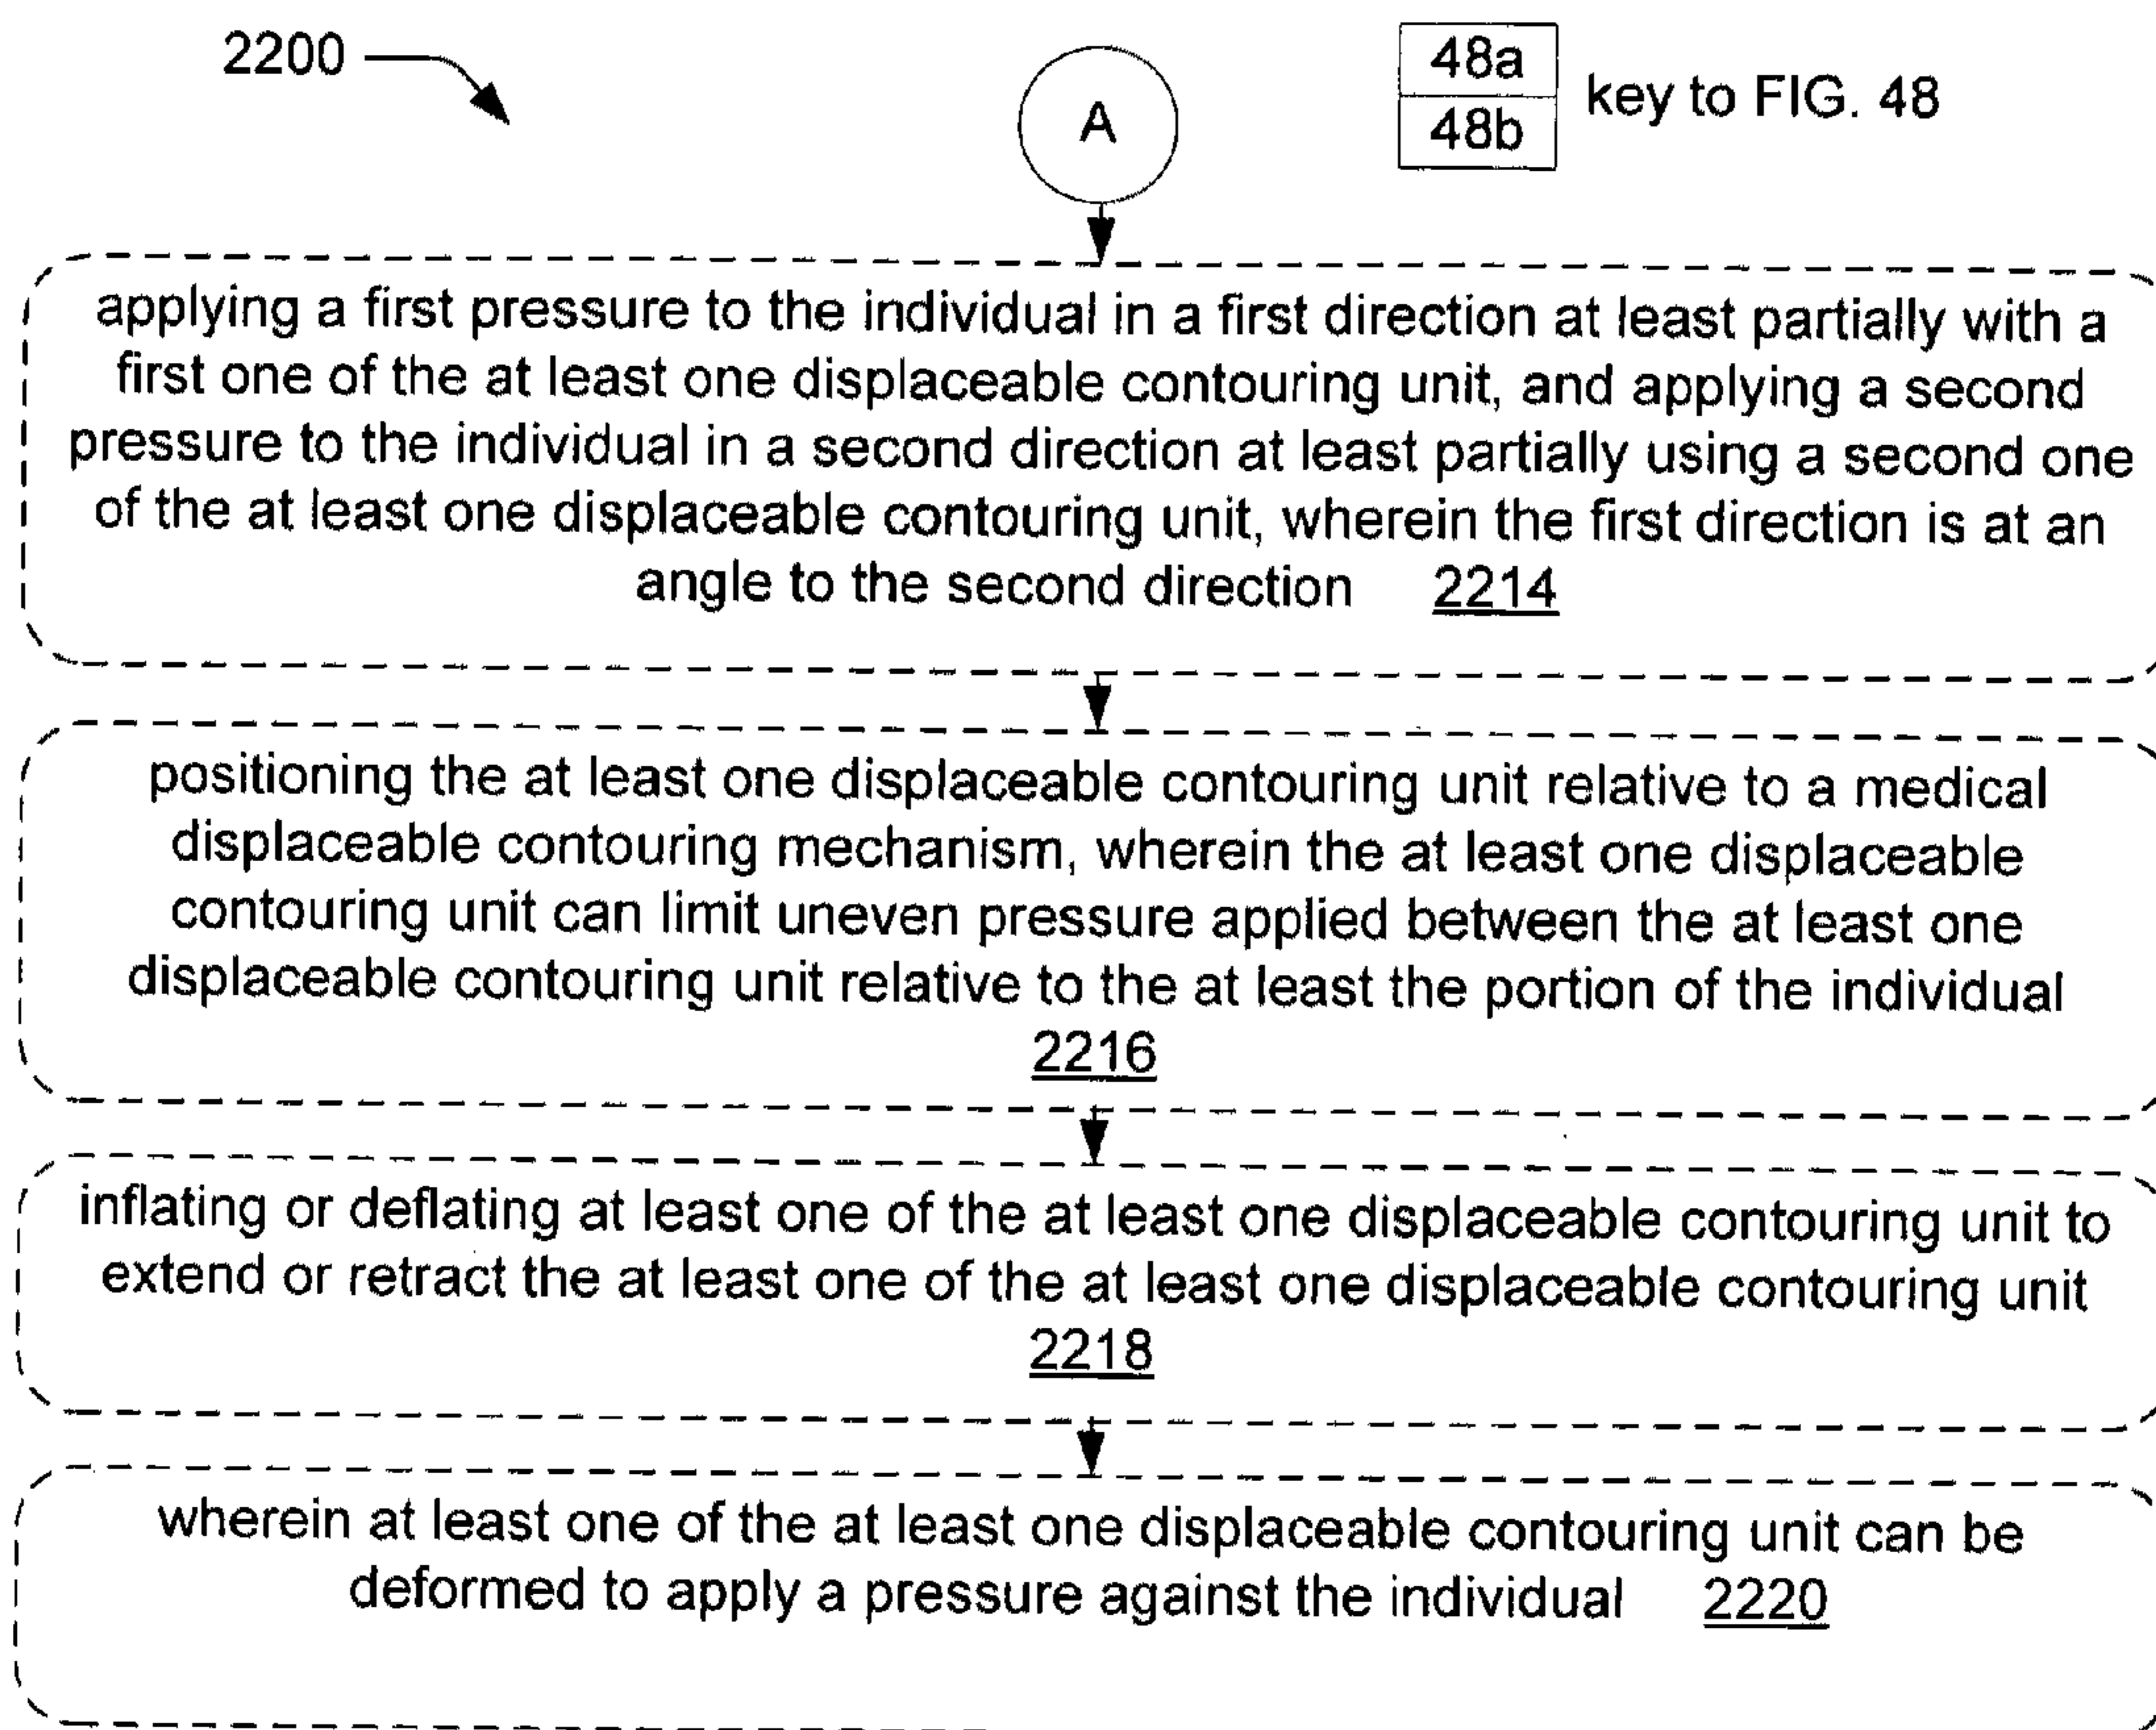 2200
A
48a
48b
key to FIG. 48
applying a first pressure to the individual in a first direction at least partially with a
first one of the at least one displaceable contouring unit, and applying a second
pressure to the individual in a second direction at least partially using a second one
of the at least one displaceable contouring unit, wherein the first direction is at an
angle to the second direction 2214
positioning the at least one displaceable contouring unit relative to a medical
displaceable contouring mechanism, wherein the at least one displaceable
contouring unit can limit uneven pressure applied between the at least one
displaceable contouring unit relative to the at least the portion of the individual
2216
inflating or deflating at least one of the at least one displaceable contouring unit to
extend or retract the at least one of the at least one displaceable contouring unit
2218
wherein at least one of the at least one displaceable contouring unit can be
deformed to apply a pressure against the individual 2220